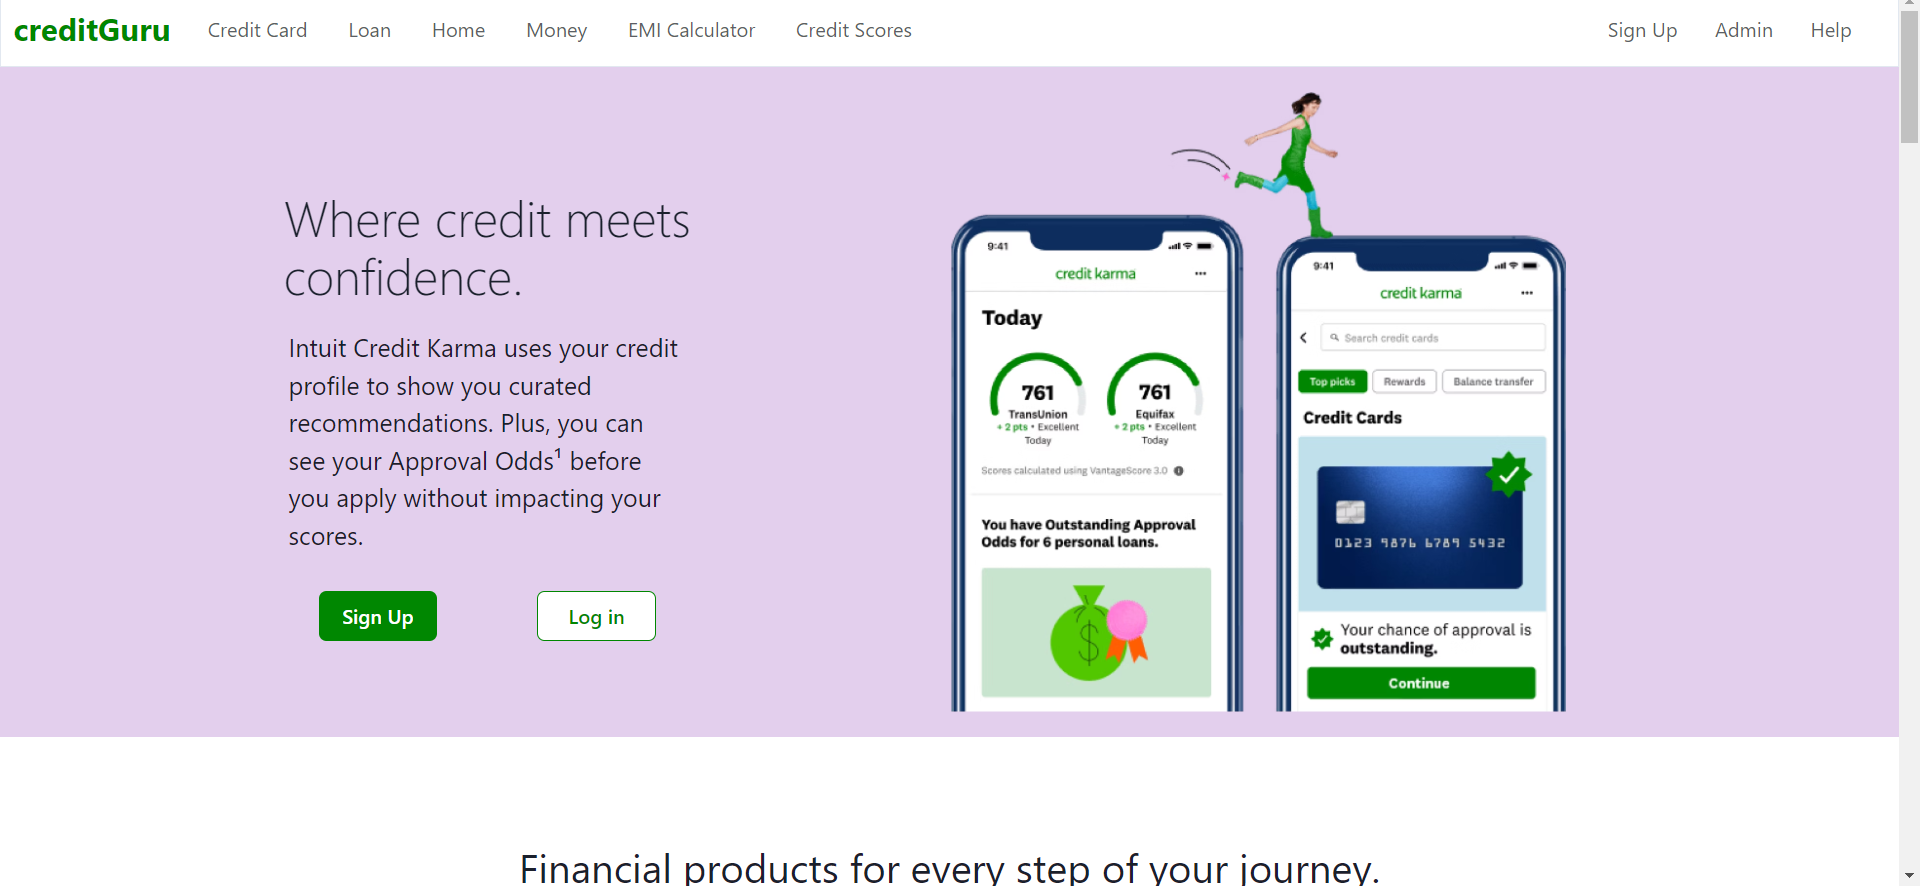 creditGuru Credit Card Loan Home Money EMI Calculator Credit Scores Sign Up Admin Help
Where credit meets
confidence.
Intuit Credit Karma uses your credit
profile to show you curated
recommendations. Plus, you can
see your Approval Odds¹ before
you apply without impacting your
scores.
Sign Up Log in
9:41
credit karma
Today
761 761
TransUnion Equifax
+ 2 pts • Excellent + 2 pts • Excellent
Today Today
Scores calculated using VantageScore 3.0
You have Outstanding Approval
Odds for 6 personal loans.
$
9:41
credit karma
Search credit cards
Top picks Rewards Balance transfer
Credit Cards
0123 9876 6789 5432
Your chance of approval is
outstanding.
Continue
Financial products for every step of your journey.